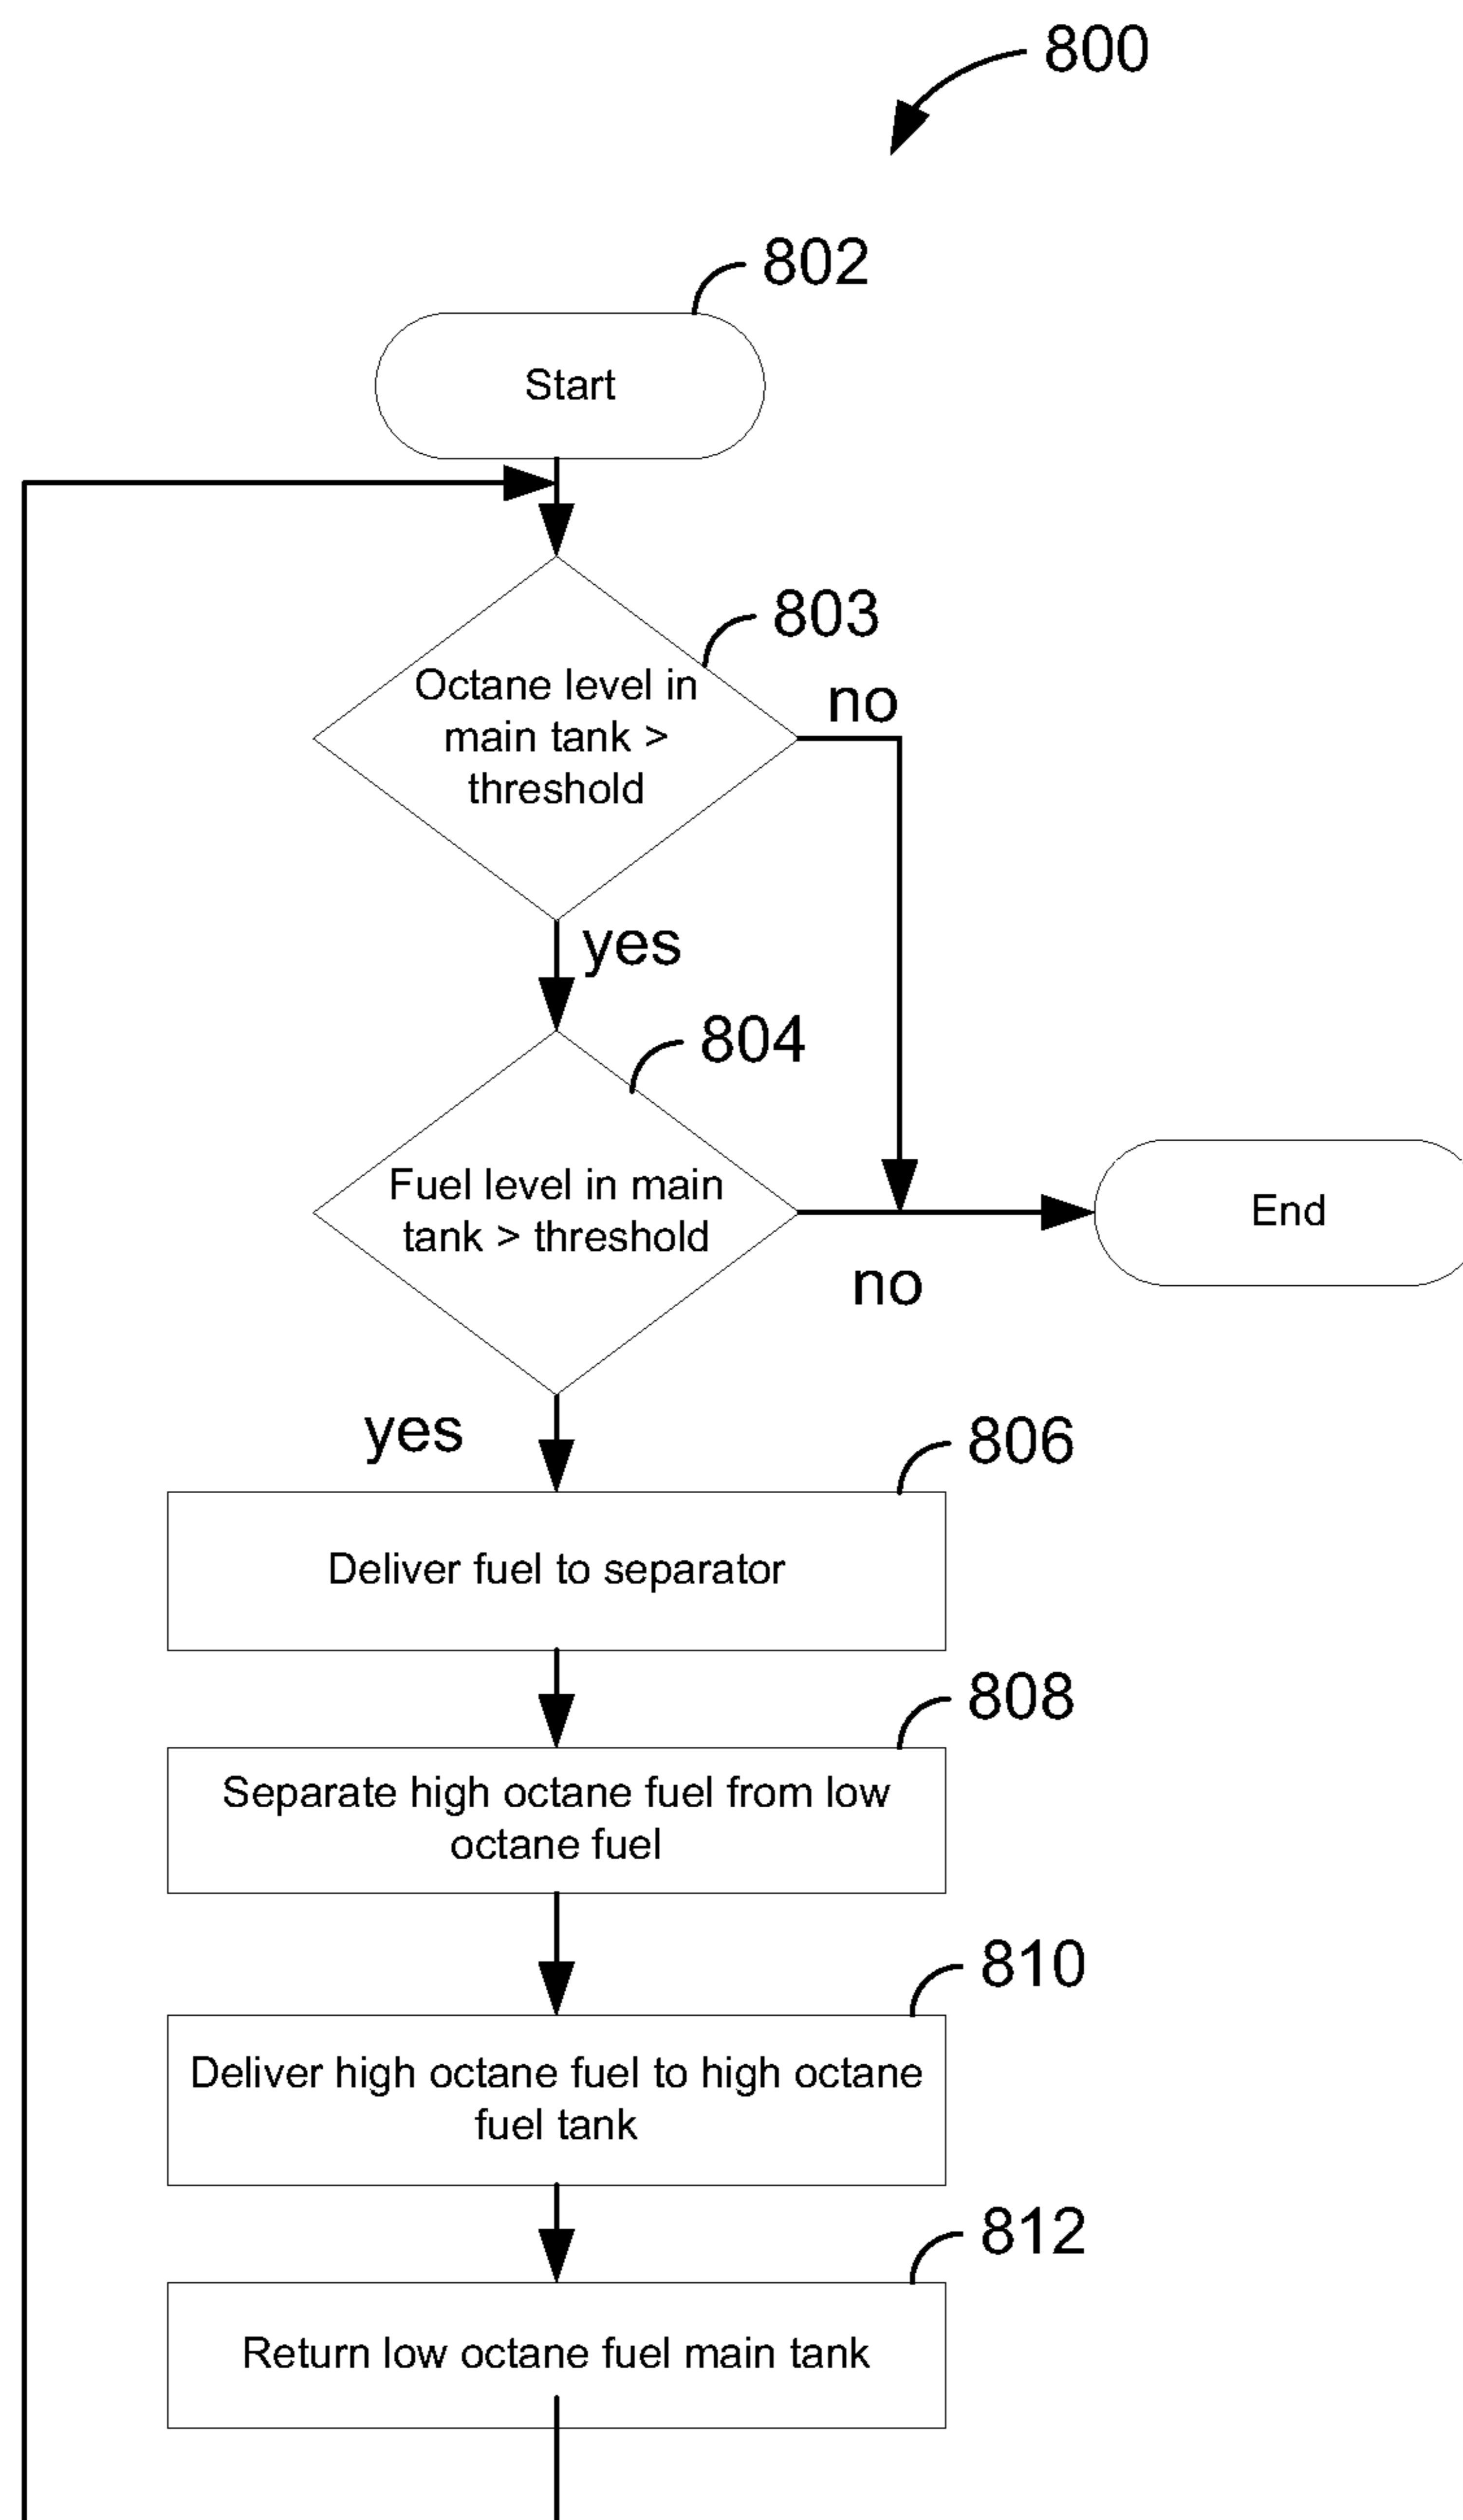 800
802
Start
803
Octane level in
main tank >
threshold
no
yes
804
Fuel level in main
tank > threshold
End
no
yes
806
Deliver fuel to separator
808
Separate high octane fuel from low
octane fuel
810
Deliver high octane fuel to high octane
fuel tank
812
Return low octane fuel main tank